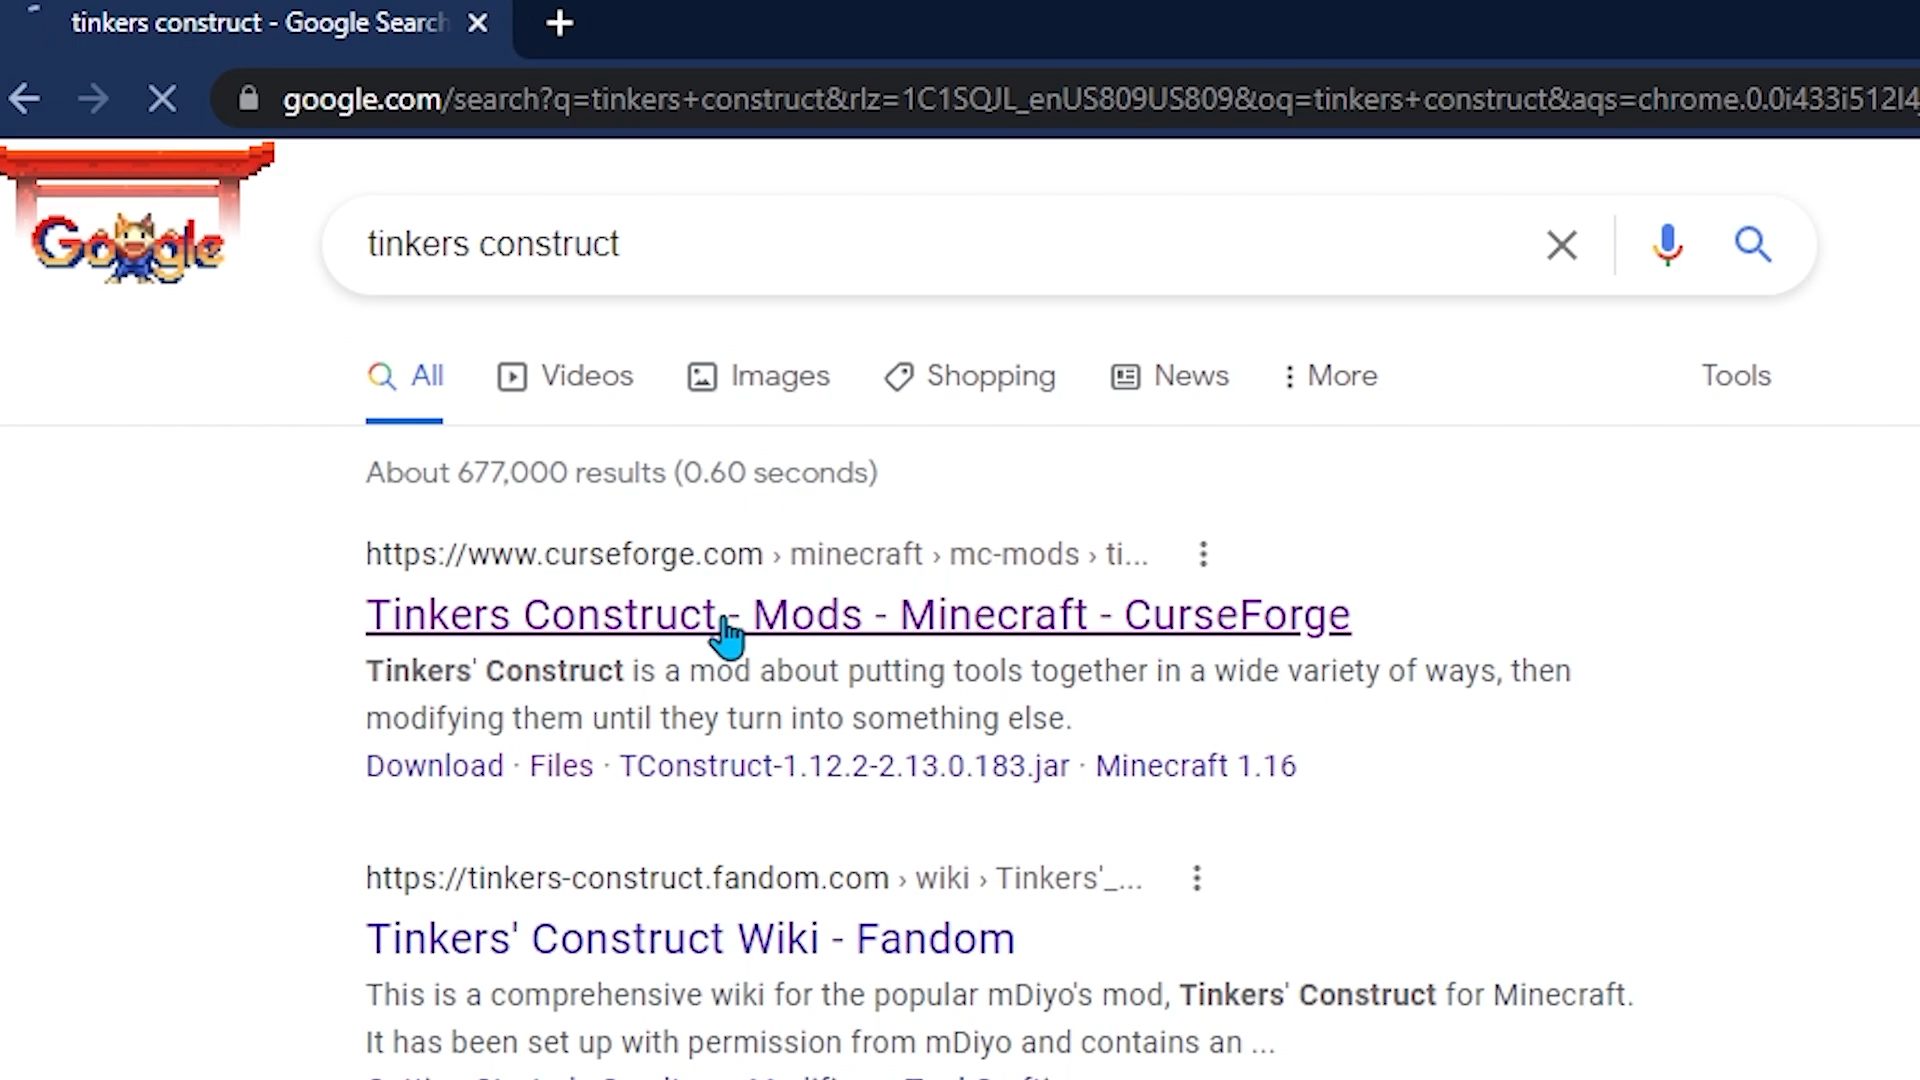 tinkers construct - Google Search
google.com/search?q=tinkers+construct&rlz=1C1SQJL_enUS809US809&oq=tinkers+construct&aqs=chrome.0.0i433i512l4
Google
tinkers construct
All Videos Images Shopping News More Tools
About 677,000 results (0.60 seconds)
https://www.curseforge.com › minecraft › mc-mods › ti...
Tinkers Construct - Mods - Minecraft - CurseForge
Tinkers' Construct is a mod about putting tools together in a wide variety of ways, then
modifying them until they turn into something else.
Download · Files · TConstruct-1.12.2-2.13.0.183.jar · Minecraft 1.16
https://tinkers-construct.fandom.com › wiki › Tinkers'_...
Tinkers' Construct Wiki - Fandom
This is a comprehensive wiki for the popular mDiyo's mod, Tinkers' Construct for Minecraft.
It has been set up with permission from mDiyo and contains an ...